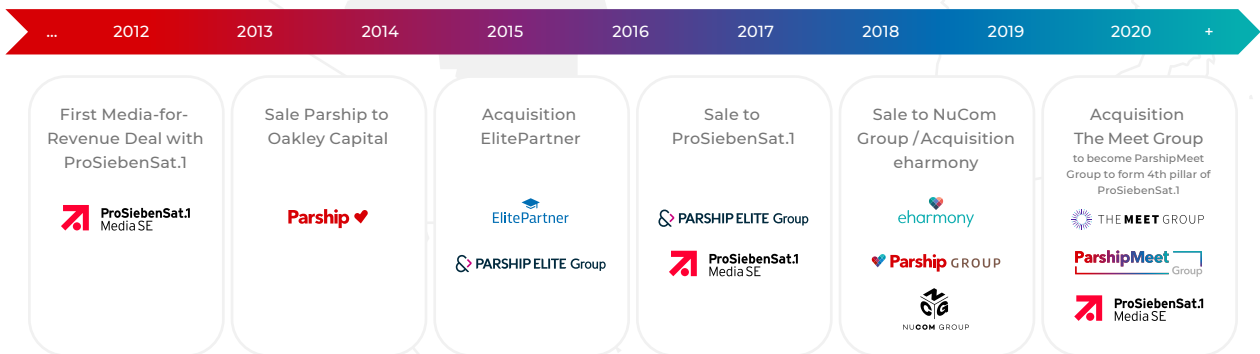 ... 2012 2013 2014 2015 2016 2017 2018 2019 2020 +
First Media-for-
Revenue Deal with
ProSiebenSat.1
ProSiebenSat.1
Media SE
Sale Parship to
Oakley Capital
Parship
Acquisition
ElitePartner
ElitePartner
PARSHIP ELITE Group
Sale to
ProSiebenSat.1
PARSHIP ELITE Group
ProSiebenSat.1
Media SE
Sale to NuCom
Group / Acquisition
eharmony
eharmony
Parship GROUP
NCG
NUCOM GROUP
Acquisition
The Meet Group
to become ParshipMeet
Group to form 4th pillar of
ProSiebenSat.1
THE MEET GROUP
ParshipMeet
Group
ProSiebenSat.1
Media SE